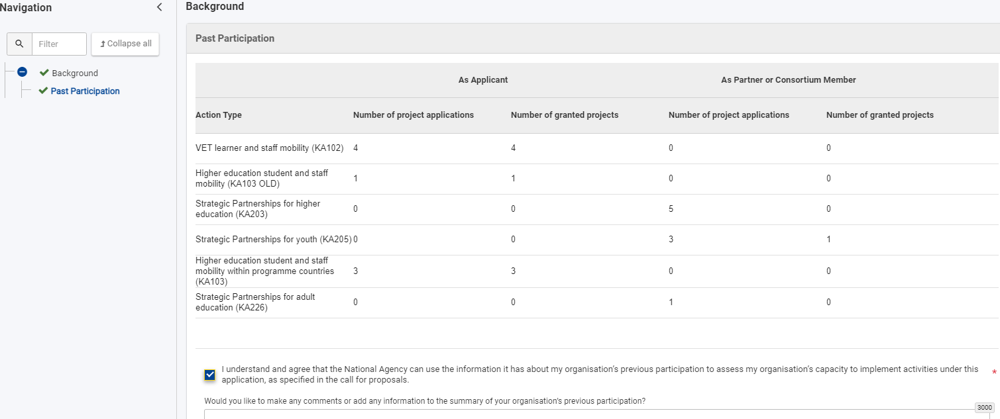 Navigation
Filter
Collapse all
Background
Past Participation
Background
Past Participation
As Applicant As Partner or Consortium Member
Action Type Number of project applications Number of granted projects Number of project applications Number of granted projects
VET learner and staff mobility (KA102) 4 4 0 0
Higher education student and staff
mobility (KA103 OLD) 1 1 0 0
Strategic Partnerships for higher
education (KA203) 0 0 5 0
Strategic Partnerships for youth (KA205) 0 0 3 1
Higher education student and staff
mobility within programme countries 3 3 0 0
(KA103)
Strategic Partnerships for adult
education (KA226) 0 0 1 0
I understand and agree that the National Agency can use the information it has about my organisation's previous participation to assess my organisation's capacity to implement activities under this *
application, as specified in the call for proposals.
Would you like to make any comments or add any information to the summary of your organisation's previous participation?
3000